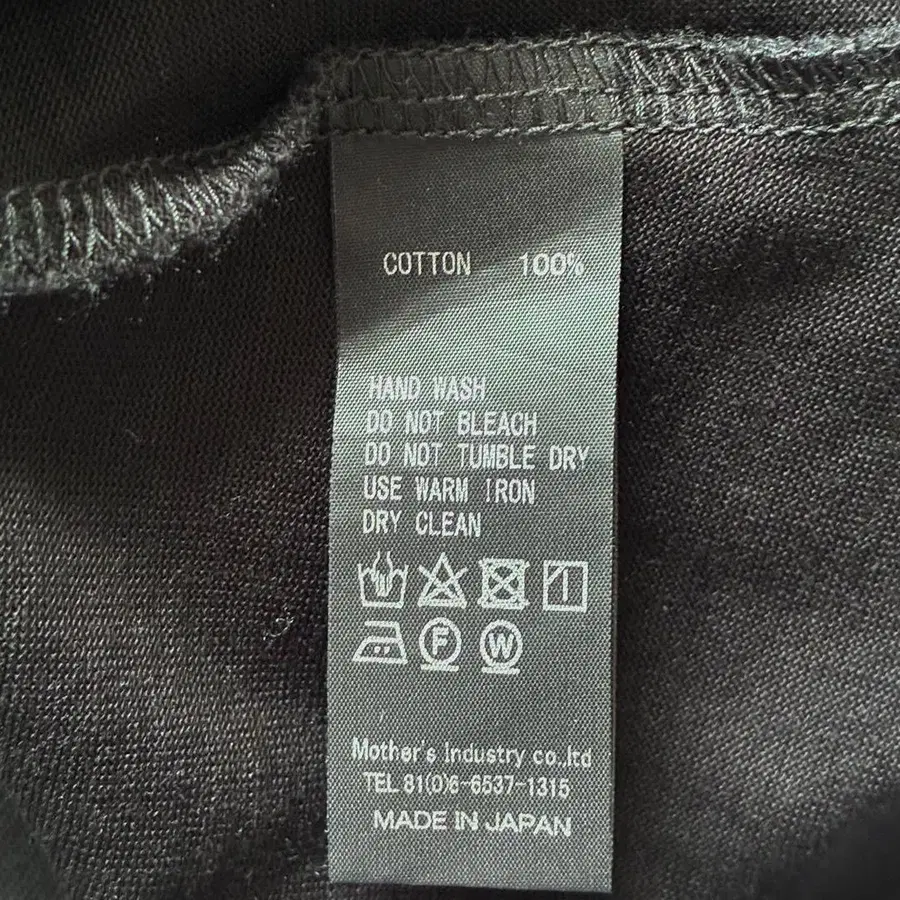 COTTON 100%
HAND WASH
DO NOT BLEACH
DO NOT TUMBLE DRY
USE WARM IRON
DRY CLEAN
F W
Mother's Industry co.,ltd
TEL 81(0)6-6537-1315
MADE IN JAPAN